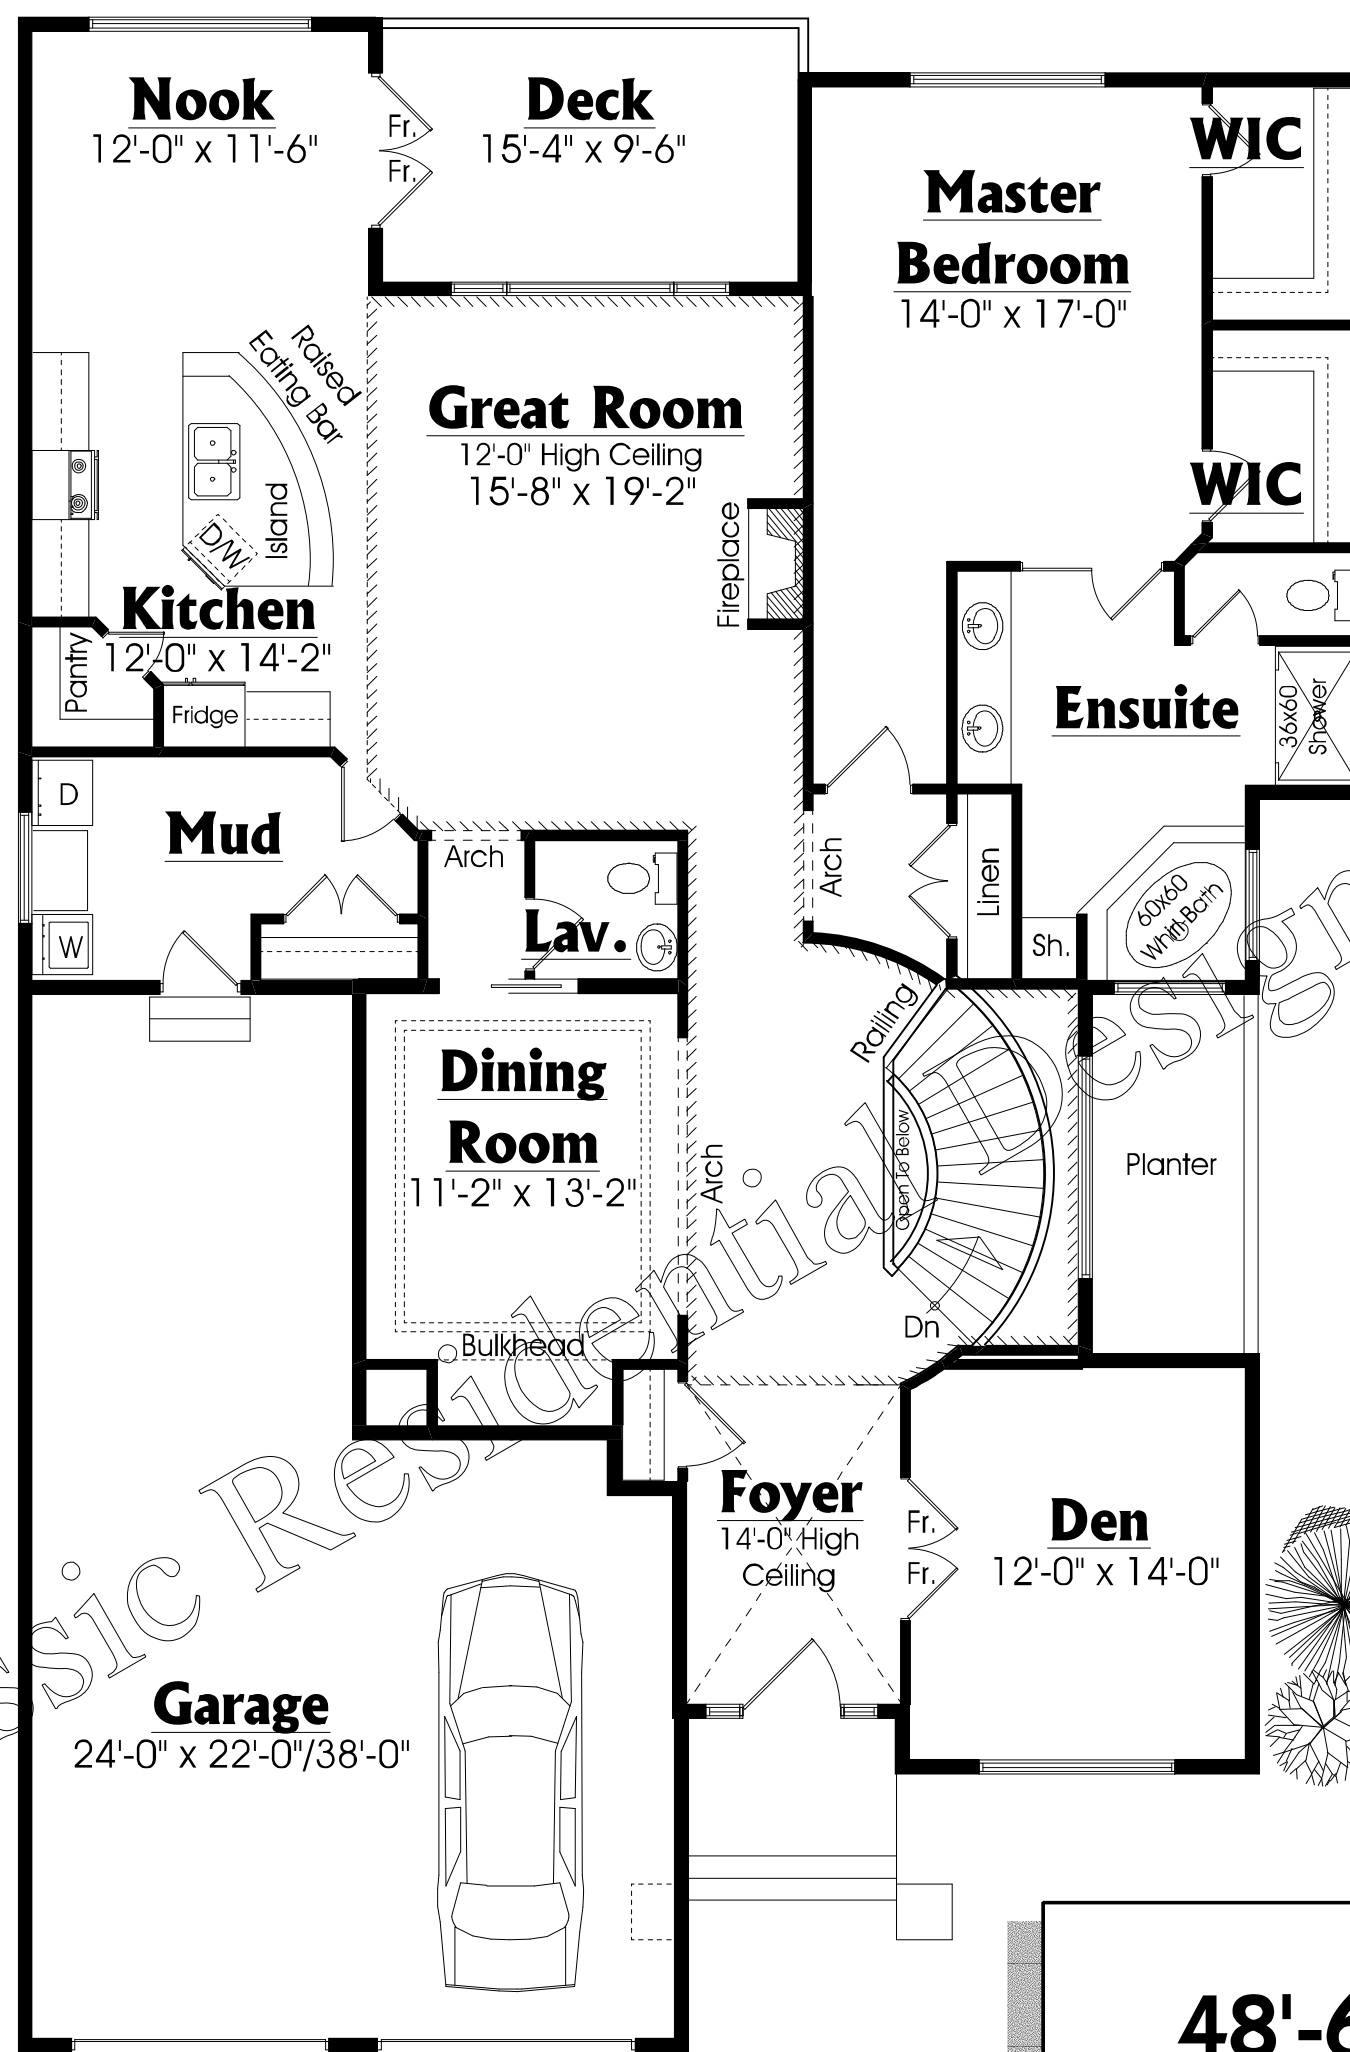 Nook
12'-0" x 11'-6"
Fr.
Fr.
Deck
15'-4" x 9'-6"
WIC
Master
Bedroom
14'-0" x 17'-0"
Raised
Eating Bar
Great Room
12'-0" High Ceiling
15'-8" x 19'-2"
WIC
Island
D/W
Fireplace
Kitchen
12'-0" x 14'-2"
Pantry
Fridge
Ensuite
36x60
Shower
D
Mud
Arch
Arch
Linen
60x60
Whirl-Bath
W
Lav.
Sh.
Railing
Dining
Room
11'-2" x 13'-2"
Arch
Open To Below
Planter
Dn
Bulkhead
Foyer
14'-0" High
Ceiling
Fr.
Fr.
Den
12'-0" x 14'-0"
Garage
24'-0" x 22'-0"/38'-0"
ssic Residential Design
48'-6